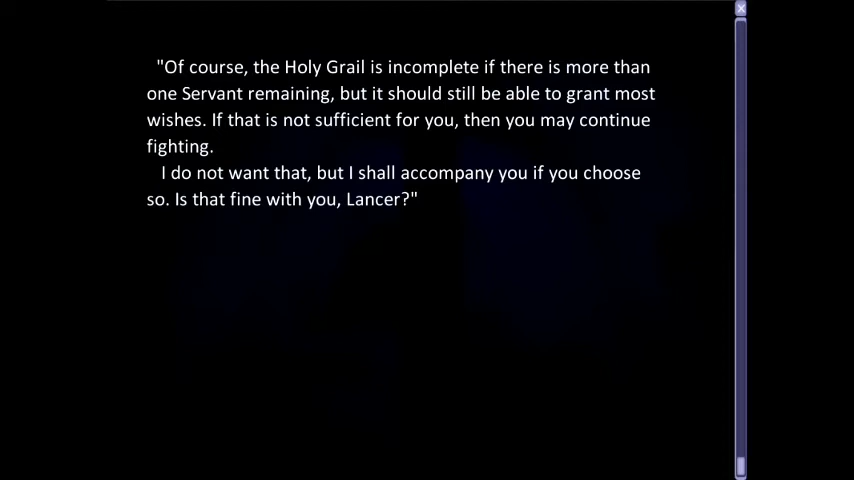 "Of course, the Holy Grail is incomplete if there is more than
one Servant remaining, but it should still be able to grant most
wishes. If that is not sufficient for you, then you may continue
fighting.
I do not want that, but I shall accompany you if you choose
so. Is that fine with you, Lancer?"